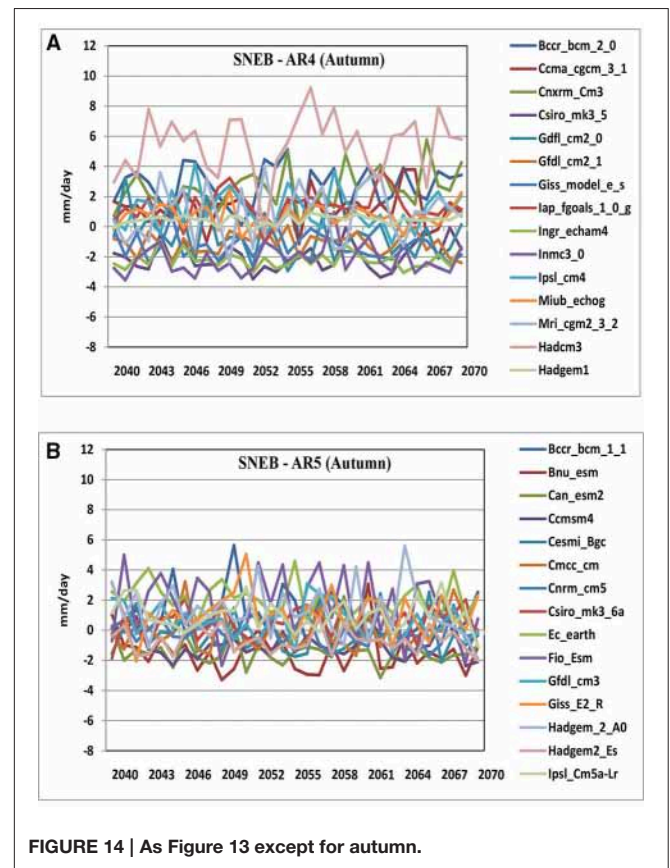 A
SNEB - AR4 (Autumn)
mm/day
12
10
8
6
4
2
0
-2
-4
-6
-8
2040 2043 2046 2049 2052 2055 2058 2061 2064 2067 2070
Bccr_bcm_2_0
Ccma_cgcm_3_1
Cnxrm_Cm3
Csiro_mk3_5
Gdfl_cm2_0
Gfdl_cm2_1
Giss_model_e_s
Iap_fgoals_1_0_g
Ingr_echam4
Inmc3_0
Ipsl_cm4
Miub_echog
Mri_cgm2_3_2
Hadcm3
Hadgem1
B
SNEB - AR5 (Autumn)
mm/day
12
10
8
6
4
2
0
-2
-4
-6
-8
2040 2043 2046 2049 2052 2055 2058 2061 2064 2067 2070
Bccr_bcm_1_1
Bnu_esm
Can_esm2
Ccmsm4
Cesmi_Bgc
Cmcc_cm
Cnrm_cm5
Csiro_mk3_6a
Ec_earth
Fio_Esm
Gfdl_cm3
Giss_E2_R
Hadgem_2_A0
Hadgem2_Es
Ipsl_Cm5a-Lr
FIGURE 14 | As Figure 13 except for autumn.